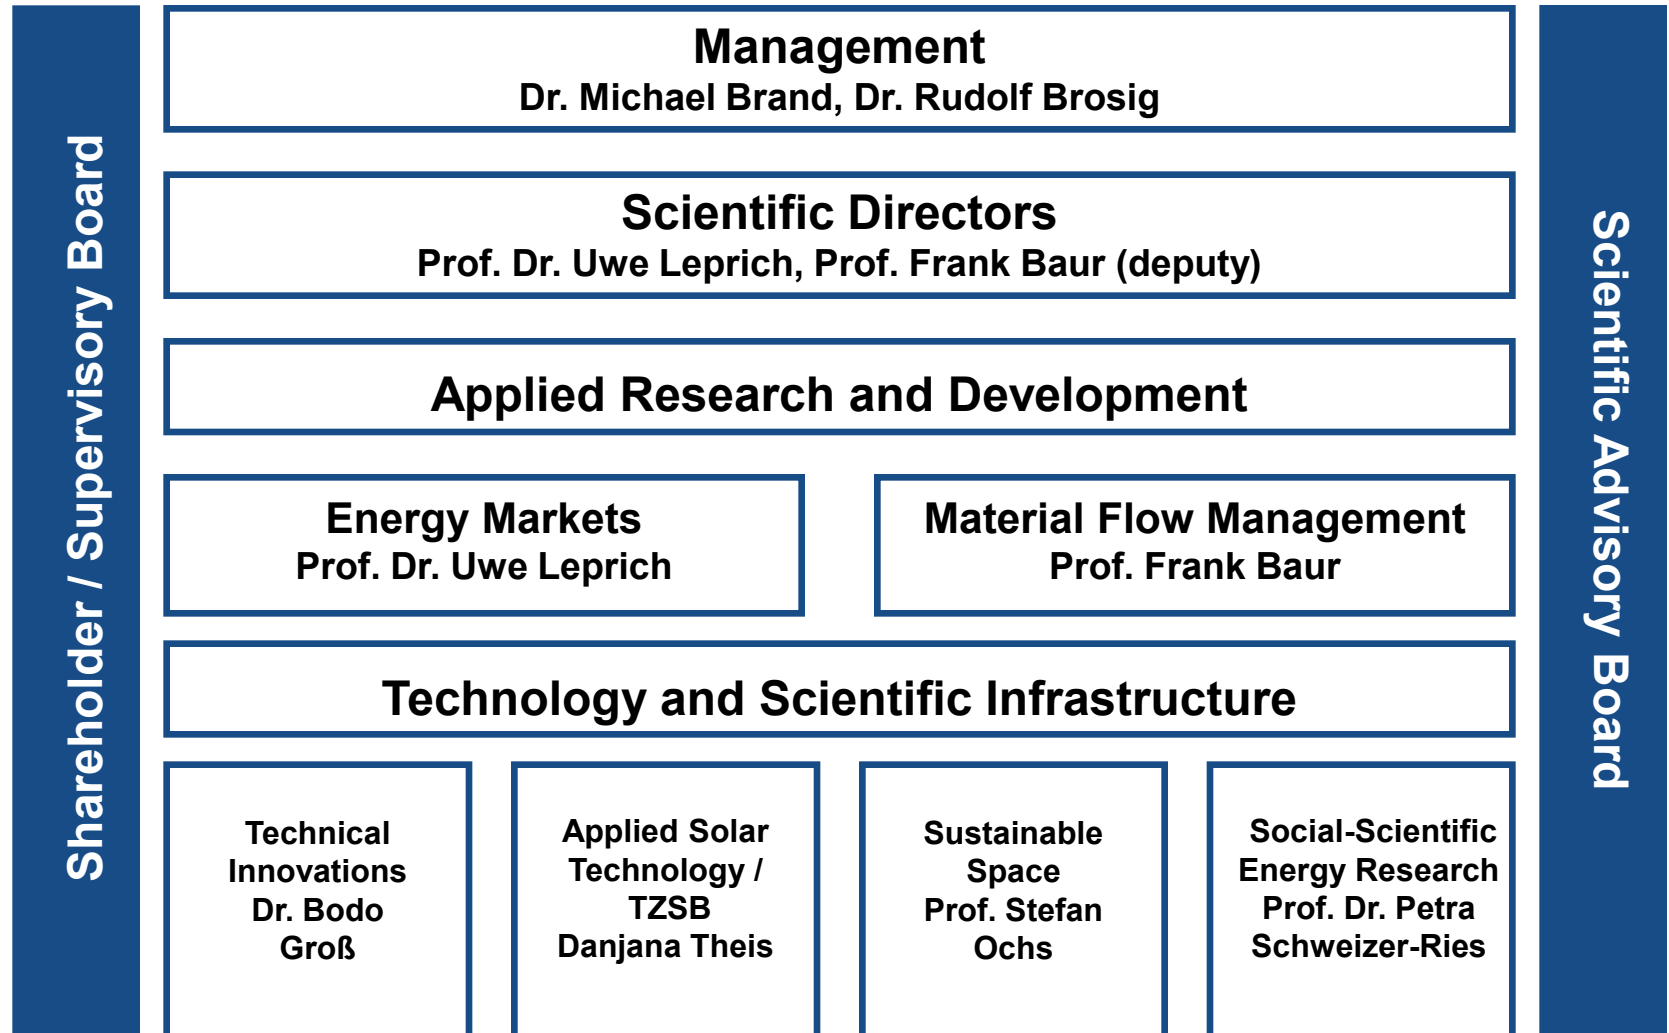 Shareholder / Supervisory Board
Management
Dr. Michael Brand, Dr. Rudolf Brosig
Scientific Directors
Prof. Dr. Uwe Leprich, Prof. Frank Baur (deputy)
Applied Research and Development
Energy Markets
Prof. Dr. Uwe Leprich
Material Flow Management
Prof. Frank Baur
Technology and Scientific Infrastructure
Technical
Innovations
Dr. Bodo
Groß
Applied Solar
Technology /
TZSB
Danjana Theis
Sustainable
Space
Prof. Stefan
Ochs
Social-Scientific
Energy Research
Prof. Dr. Petra
Schweizer-Ries
Scientific Advisory Board